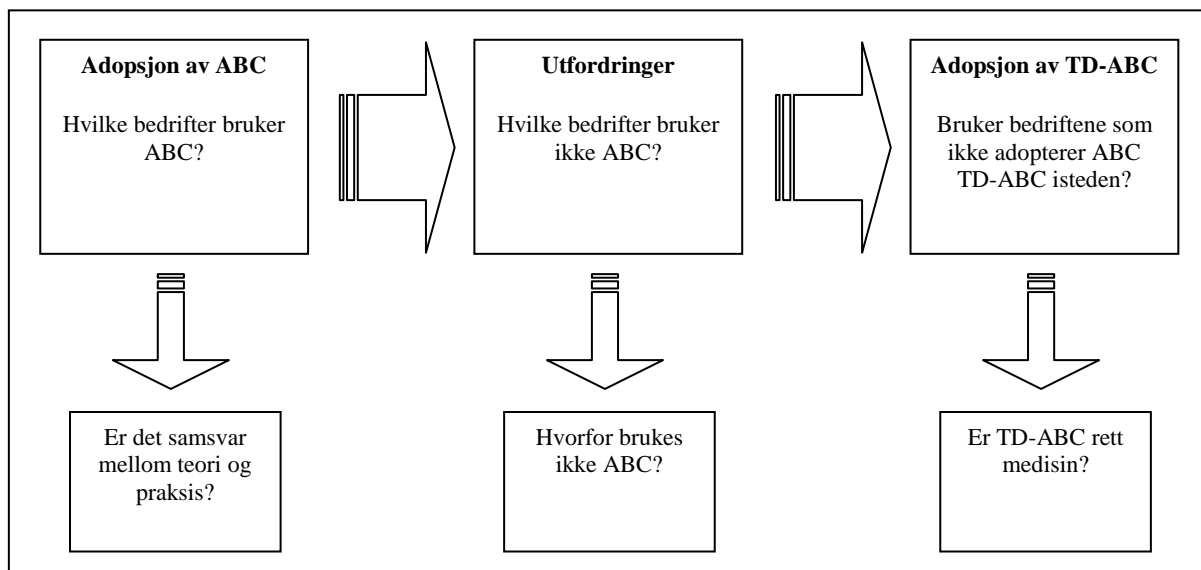 Adopsjon av ABC
Hvilke bedrifter bruker
ABC?
Utfordringer
Hvilke bedrifter bruker
ikke ABC?
Adopsjon av TD-ABC
Bruker bedriftene som
ikke adopterer ABC
TD-ABC isteden?
Er det samsvar
mellom teori og
praksis?
Hvorfor brukes
ikke ABC?
Er TD-ABC rett
medisin?